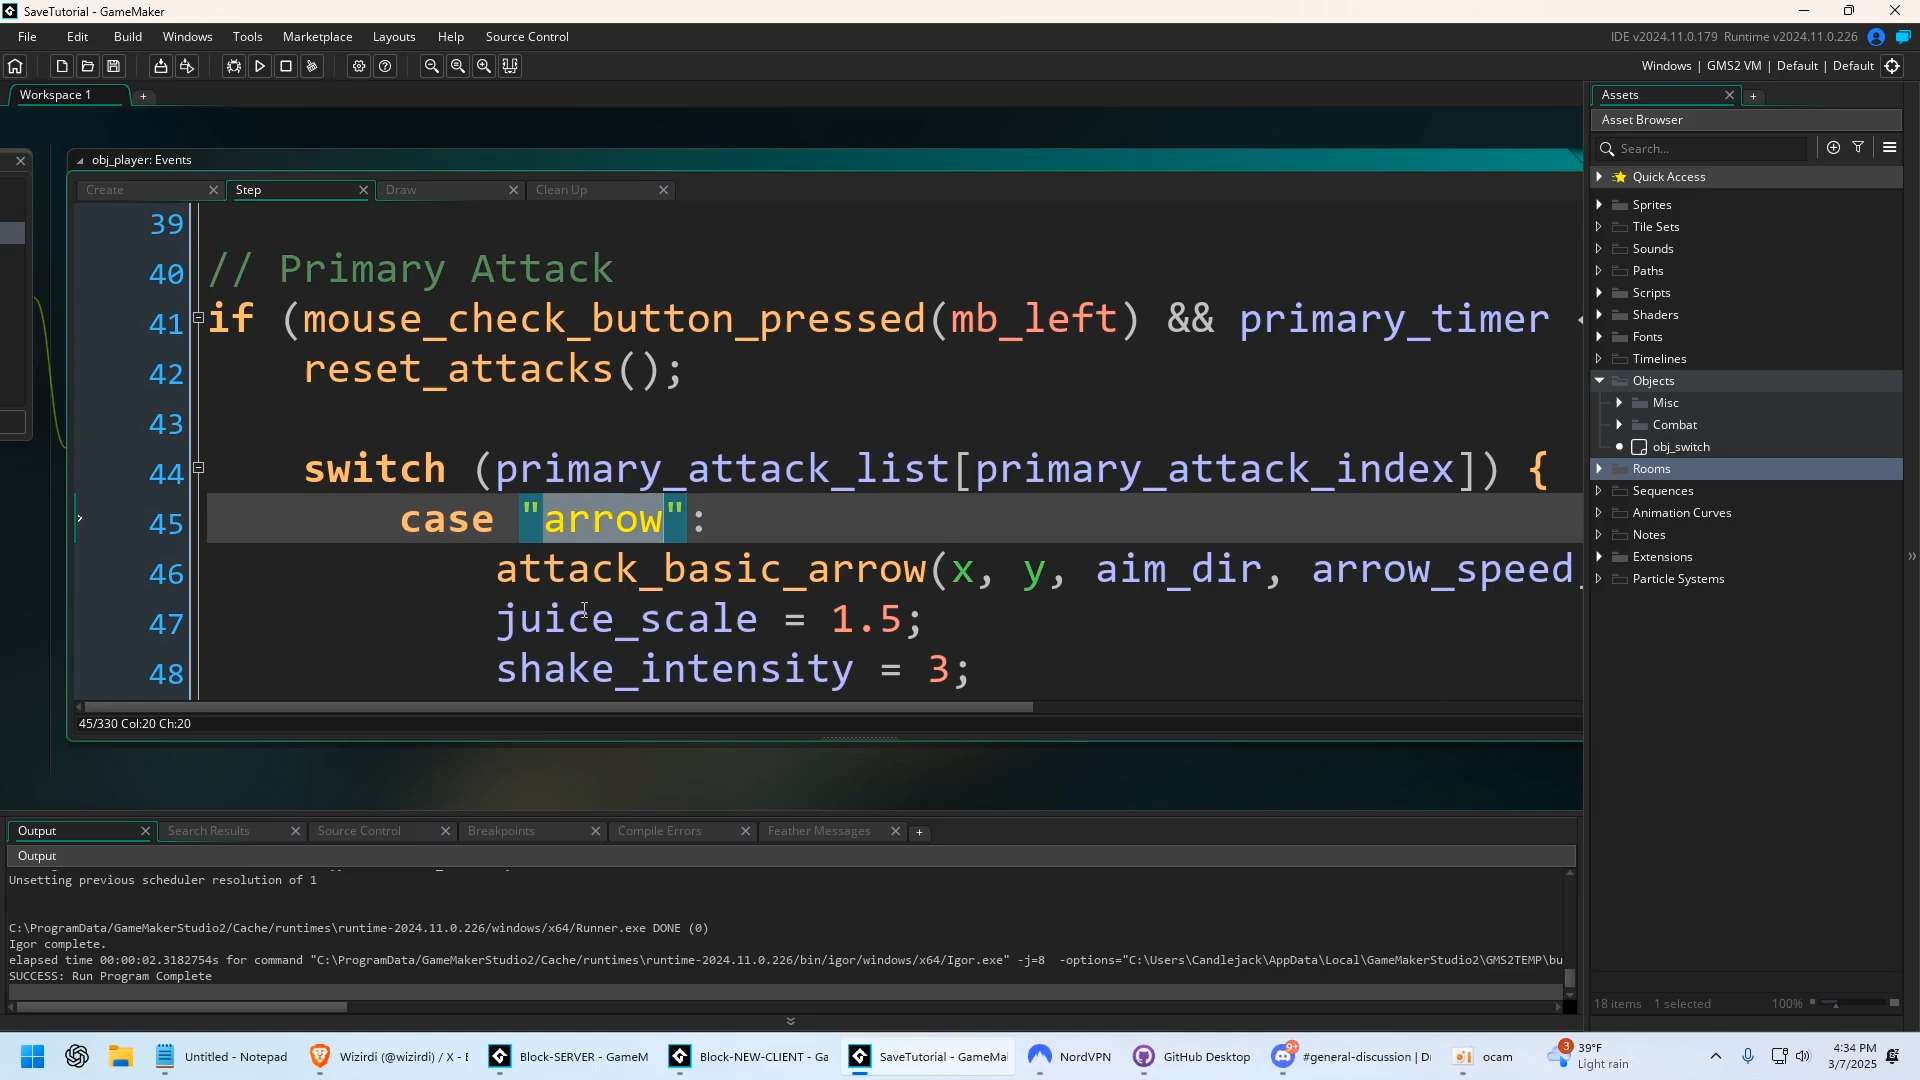 SaveTutorial - GameMaker
File Edit Build Windows Tools Marketplace Layouts Help Source Control
IDE v2024.11.0.179 Runtime v2024.11.0.226
Windows | GMS2 VM | Default | Default
Workspace 1
obj_player: Events
Create Step Draw Clean Up
39
40 // Primary Attack
41 if (mouse_check_button_pressed(mb_left) && primary_timer
42 reset_attacks();
43
44 switch (primary_attack_list[primary_attack_index]) {
45 case "arrow":
46 attack_basic_arrow(x, y, aim_dir, arrow_speed
47 juice_scale = 1.5;
48 shake_intensity = 3;
45/330 Col:20 Ch:20
Assets
Asset Browser
Search...
Quick Access
Sprites
Tile Sets
Sounds
Paths
Scripts
Shaders
Fonts
Timelines
Objects
Misc
Combat
obj_switch
Rooms
Sequences
Animation Curves
Notes
Extensions
Particle Systems
18 items 1 selected 100%
Output Search Results Source Control Breakpoints Compile Errors Feather Messages
Output
Unsetting previous scheduler resolution of 1
C:\ProgramData/GameMakerStudio2/Cache/runtimes\runtime-2024.11.0.226/windows/x64/Runner.exe DONE (0)
Igor complete.
elapsed time 00:00:02.3182754s for command "C:\ProgramData/GameMakerStudio2/Cache/runtimes\runtime-2024.11.0.226/bin/igor/windows/x64/Igor.exe" -j=8 -options="C:\Users\Candlejack\AppData\Local\GameMakerStudio2\GMS2TEMP\bu
SUCCESS: Run Program Complete
Untitled - Notepad
Wizirdi (@wizirdi) / X - E
Block-SERVER - GameM
Block-NEW-CLIENT - Ga
SaveTutorial - GameMal
NordVPN
GitHub Desktop
9+
#general-discussion | Di
ocam
3
39°F
Light rain
4:34 PM
3/7/2025